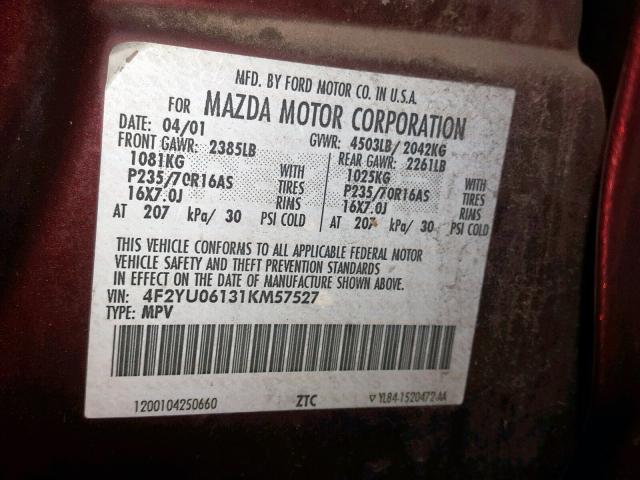 MFD. BY FORD MOTOR CO. IN U.S.A.
FOR MAZDA MOTOR CORPORATION
DATE: 04/01 GVWR: 4503LB/ 2042KG
FRONT GAWR: 2385LB REAR GAWR: 2261LB
1081KG WITH 1025KG WITH
P235/70R16AS TIRES P235/70R16AS TIRES
16X7.0J RIMS 16X7.0J RIMS
AT 207 kPa/ 30 PSI COLD AT 207 kPa/ 30 PSI COLD
THIS VEHICLE CONFORMS TO ALL APPLICABLE FEDERAL MOTOR
VEHICLE SAFETY AND THEFT PREVENTION STANDARDS
IN EFFECT ON THE DATE OF MANUFACTURE SHOWN ABOVE.
VIN: 4F2YU06131KM57527
TYPE: MPV
1200104250660 ZTC ▽ YL84-1520472-AA